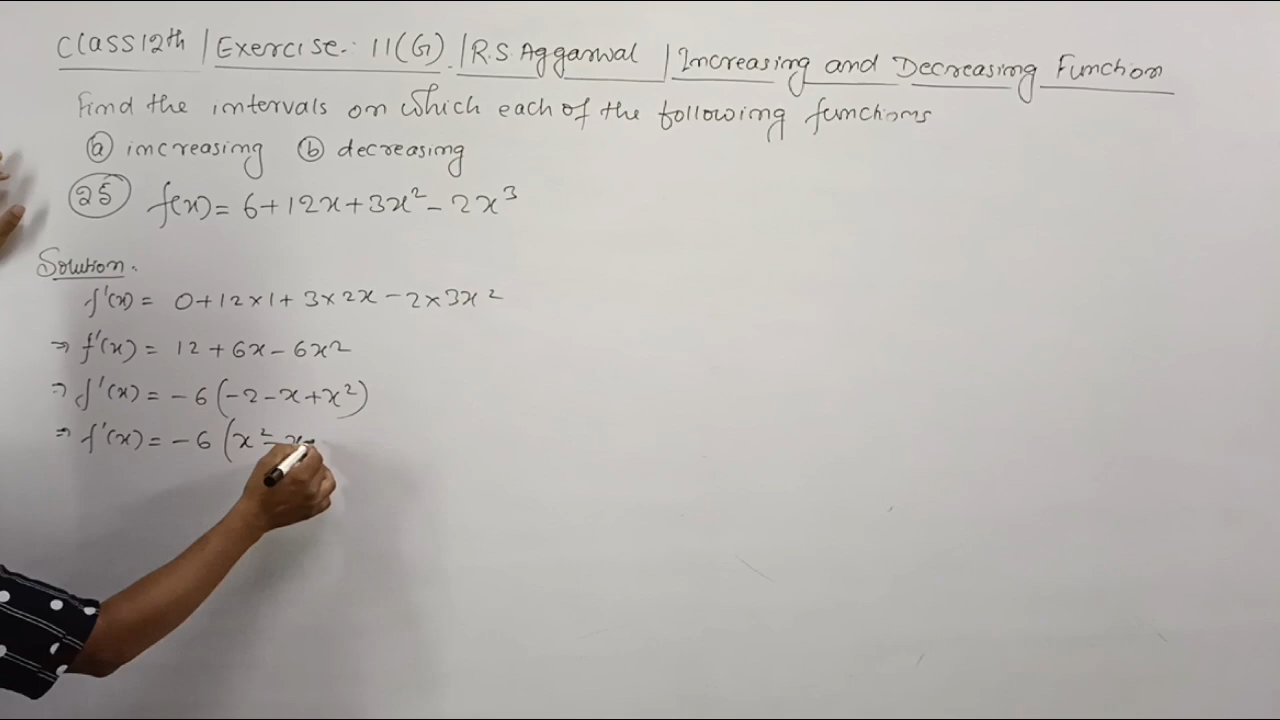 Class 12th | Exercise:- 11(G). | R.S. Aggarwal | Increasing and Decreasing Function
Find the intervals on which each of the following functions
(a) increasing (b) decreasing
(25) f(x) = 6 + 12x + 3x² - 2x³
Solution.
f'(x) = 0 + 12 × 1 + 3 × 2x - 2 × 3x²
⇒ f'(x) = 12 + 6x - 6x²
⇒ f'(x) = -6(-2 - x + x²)
⇒ f'(x) = -6(x² - x